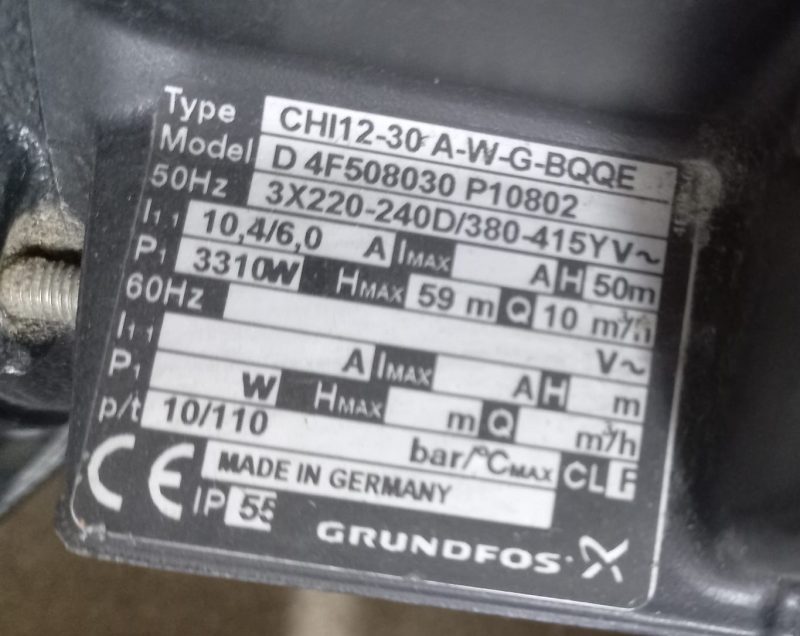 Type CHI12-30 A-W-G-BQQE
Model D 4F508030 P10802
50Hz 3X220-240D/380-415YV~
I1 1 10,4/6,0 A IMAX A H 50m
P1 3310W HMAX 59 m Q 10 m³/h
60Hz V~
I1 1 A IMAX A H m
P1 W HMAX m Q m³/h
p/t 10/110 bar/°CMAX CL F
CE MADE IN GERMANY
IP 55 GRUNDFOS